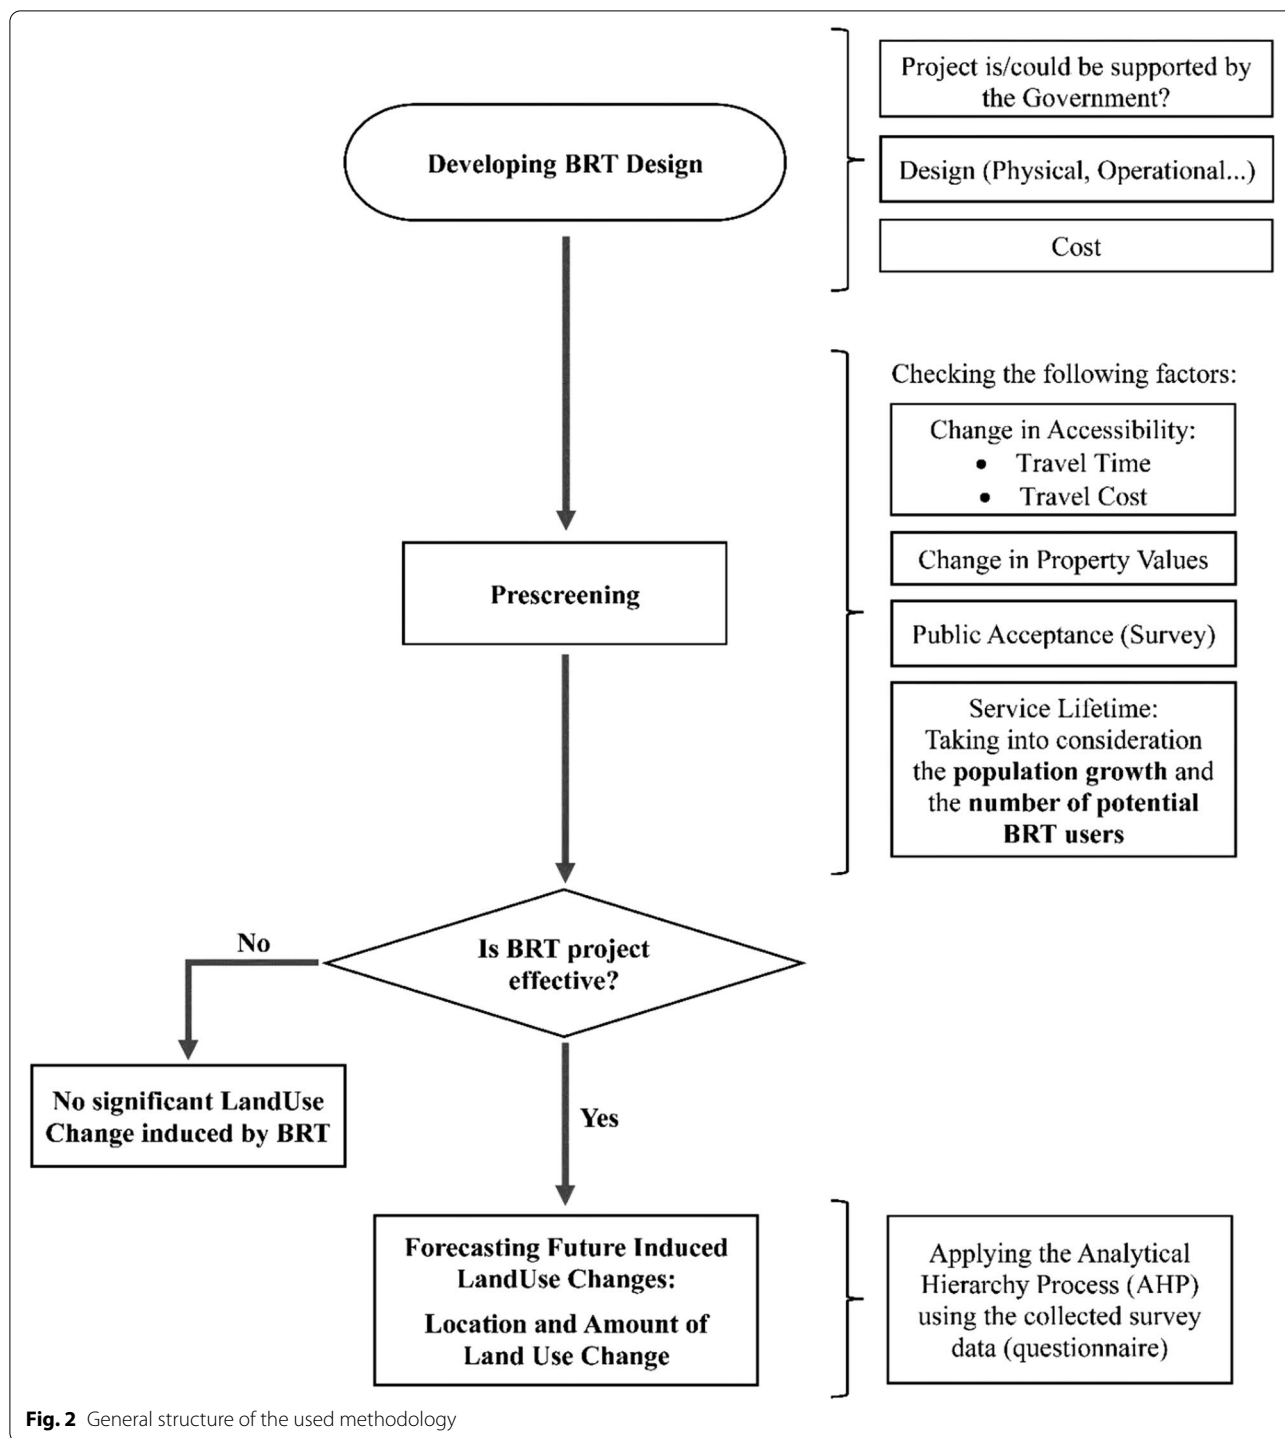 Developing BRT Design
Project is/could be supported by
the Government?
Design (Physical, Operational...)
Cost
Prescreening
Checking the following factors:
Change in Accessibility:
• Travel Time
• Travel Cost
Change in Property Values
Public Acceptance (Survey)
Service Lifetime:
Taking into consideration
the population growth and
the number of potential
BRT users
Is BRT project
effective?
No
No significant LandUse
Change induced by BRT
Yes
Forecasting Future Induced
LandUse Changes:
Location and Amount of
Land Use Change
Applying the Analytical
Hierarchy Process (AHP)
using the collected survey
data (questionnaire)
Fig. 2 General structure of the used methodology